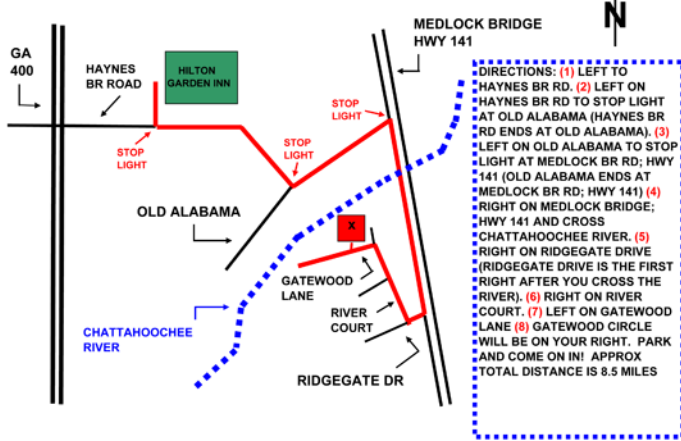 N
MEDLOCK BRIDGE
HWY 141
GA
400
HAYNES
BR ROAD
HILTON
GARDEN INN
STOP
LIGHT
STOP
LIGHT
STOP
LIGHT
OLD ALABAMA
X
GATEWOOD
LANE
RIVER
COURT
CHATTAHOOCHEE
RIVER
RIDGEGATE DR
DIRECTIONS: (1) LEFT TO
HAYNES BR RD. (2) LEFT ON
HAYNES BR RD TO STOP LIGHT
AT OLD ALABAMA (HAYNES BR
RD ENDS AT OLD ALABAMA). (3)
LEFT ON OLD ALABAMA TO STOP
LIGHT AT MEDLOCK BR RD; HWY
141 (OLD ALABAMA ENDS AT
MEDLOCK BR RD; HWY 141) (4)
RIGHT ON MEDLOCK BRIDGE;
HWY 141 AND CROSS
CHATTAHOOCHEE RIVER. (5)
RIGHT ON RIDGEGATE DRIVE
(RIDGEGATE DRIVE IS THE FIRST
RIGHT AFTER YOU CROSS THE
RIVER). (6) RIGHT ON RIVER
COURT. (7) LEFT ON GATEWOOD
LANE (8) GATEWOOD CIRCLE
WILL BE ON YOUR RIGHT. PARK
AND COME ON IN! APPROX
TOTAL DISTANCE IS 8.5 MILES